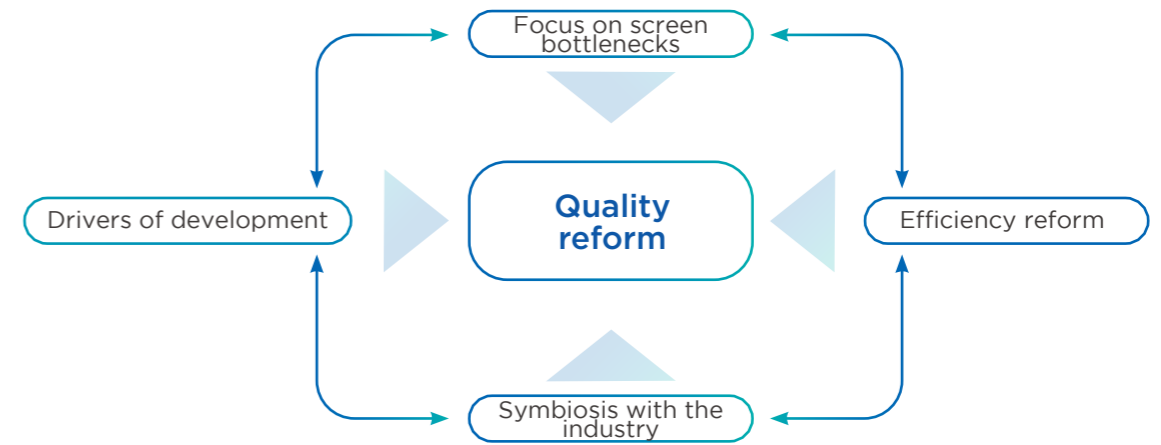 Focus on screen
bottlenecks
Drivers of development
Quality
reform
Efficiency reform
Symbiosis with the
industry